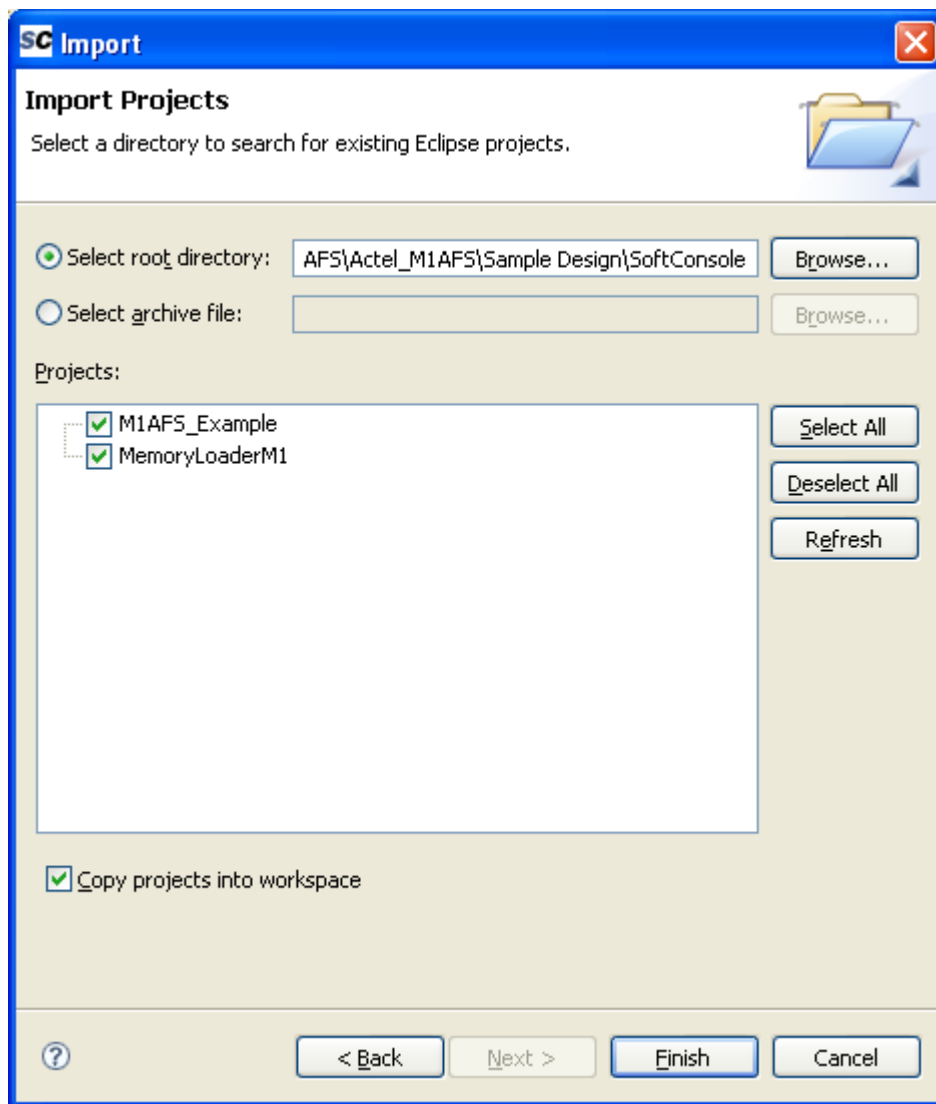 SC Import
Import Projects
Select a directory to search for existing Eclipse projects.
Select root directory: AFS\Actel_M1AFS\Sample Design\SoftConsole Browse...
Select archive file: Browse...
Projects:
M1AFS_Example
MemoryLoaderM1
Select All
Deselect All
Refresh
Copy projects into workspace
? < Back Next > Finish Cancel